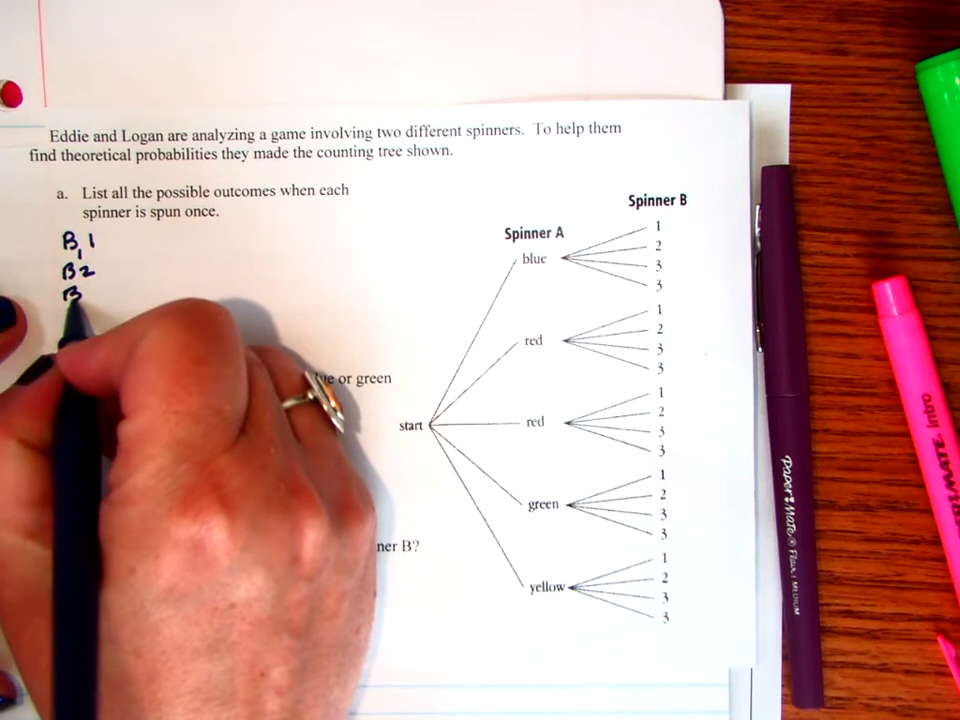 Eddie and Logan are analyzing a game involving two different spinners. To help them
find theoretical probabilities they made the counting tree shown.
a. List all the possible outcomes when each
spinner is spun once.
B, 1
B, 2
B
or green
ner B?
Spinner A
Spinner B
start
blue
1
2
3
3
red
1
2
3
3
red
1
2
3
3
green
1
2
3
3
yellow
1
2
3
3
Paper Mate Flair MEDIUM
intro